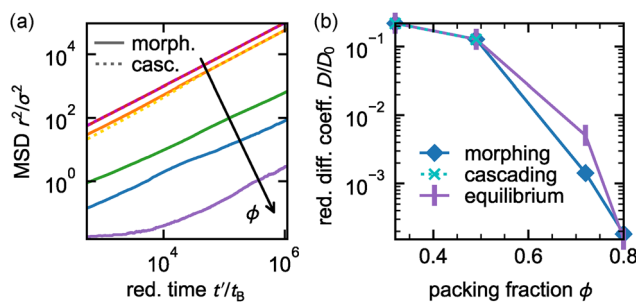 (a)
MSD r²/σ²
10⁴
10²
10⁰
morph.
casc.
ϕ
10⁴
10⁶
red. time t′/t_B
(b)
red. diff. coeff. D/D₀
10⁻¹
10⁻²
10⁻³
morphing
cascading
equilibrium
0.4
0.6
0.8
packing fraction ϕ